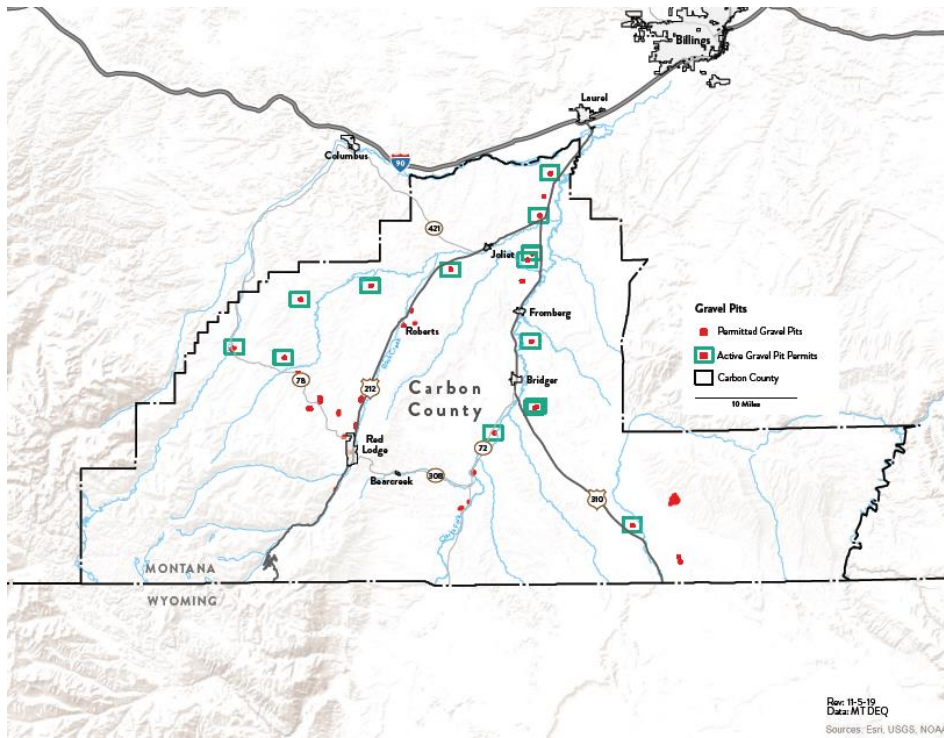 Billings
Laurel
Columbus
90
421
Joliet
Gravel Pits
Permitted Gravel Pits
Active Gravel Pit Permits
Carbon County
10 Miles
Fromberg
Roberts
Bridger
78
212
Carbon
County
Red
Lodge
72
Bearcreek
308
310
MONTANA
WYOMING
Rev: 11-5-19
Data: MT DEQ
Sources: Esri, USGS, NOAA